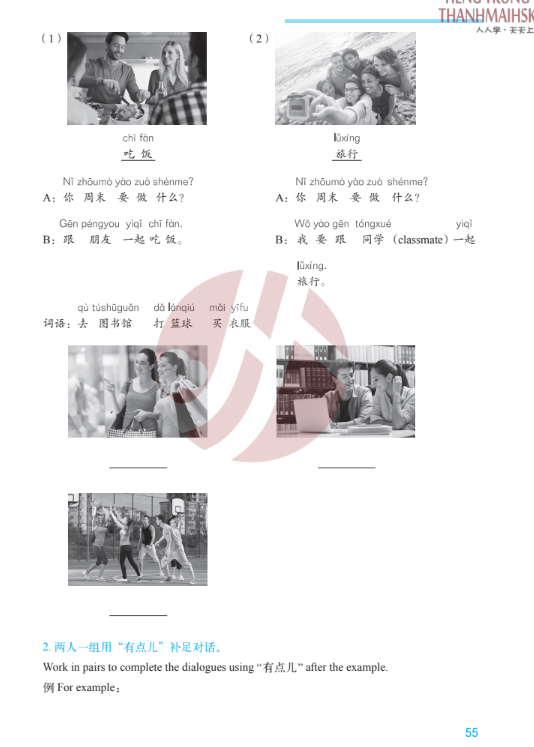 TIẾNG TRUNG
THANHMAIHSK
人人学·天天上
（1）
（2）
chī fàn
吃 饭
lǚxíng
旅行
Nǐ zhōumò yào zuò shénme?
A：你 周末 要 做 什么？
Nǐ zhōumò yào zuò shénme?
A：你 周末 要 做 什么？
Gēn péngyou yìqǐ chī fàn.
B：跟 朋友 一起 吃 饭。
Wǒ yào gēn tóngxué yìqǐ
B：我 要 跟 同学（classmate）一起
lǚxíng.
旅行。
qù túshūguǎn dǎ lánqiú mǎi yīfu
词语：去 图书馆 打 篮球 买 衣服
2. 两人一组用“有点儿”补足对话。
Work in pairs to complete the dialogues using “有点儿” after the example.
例 For example：
55